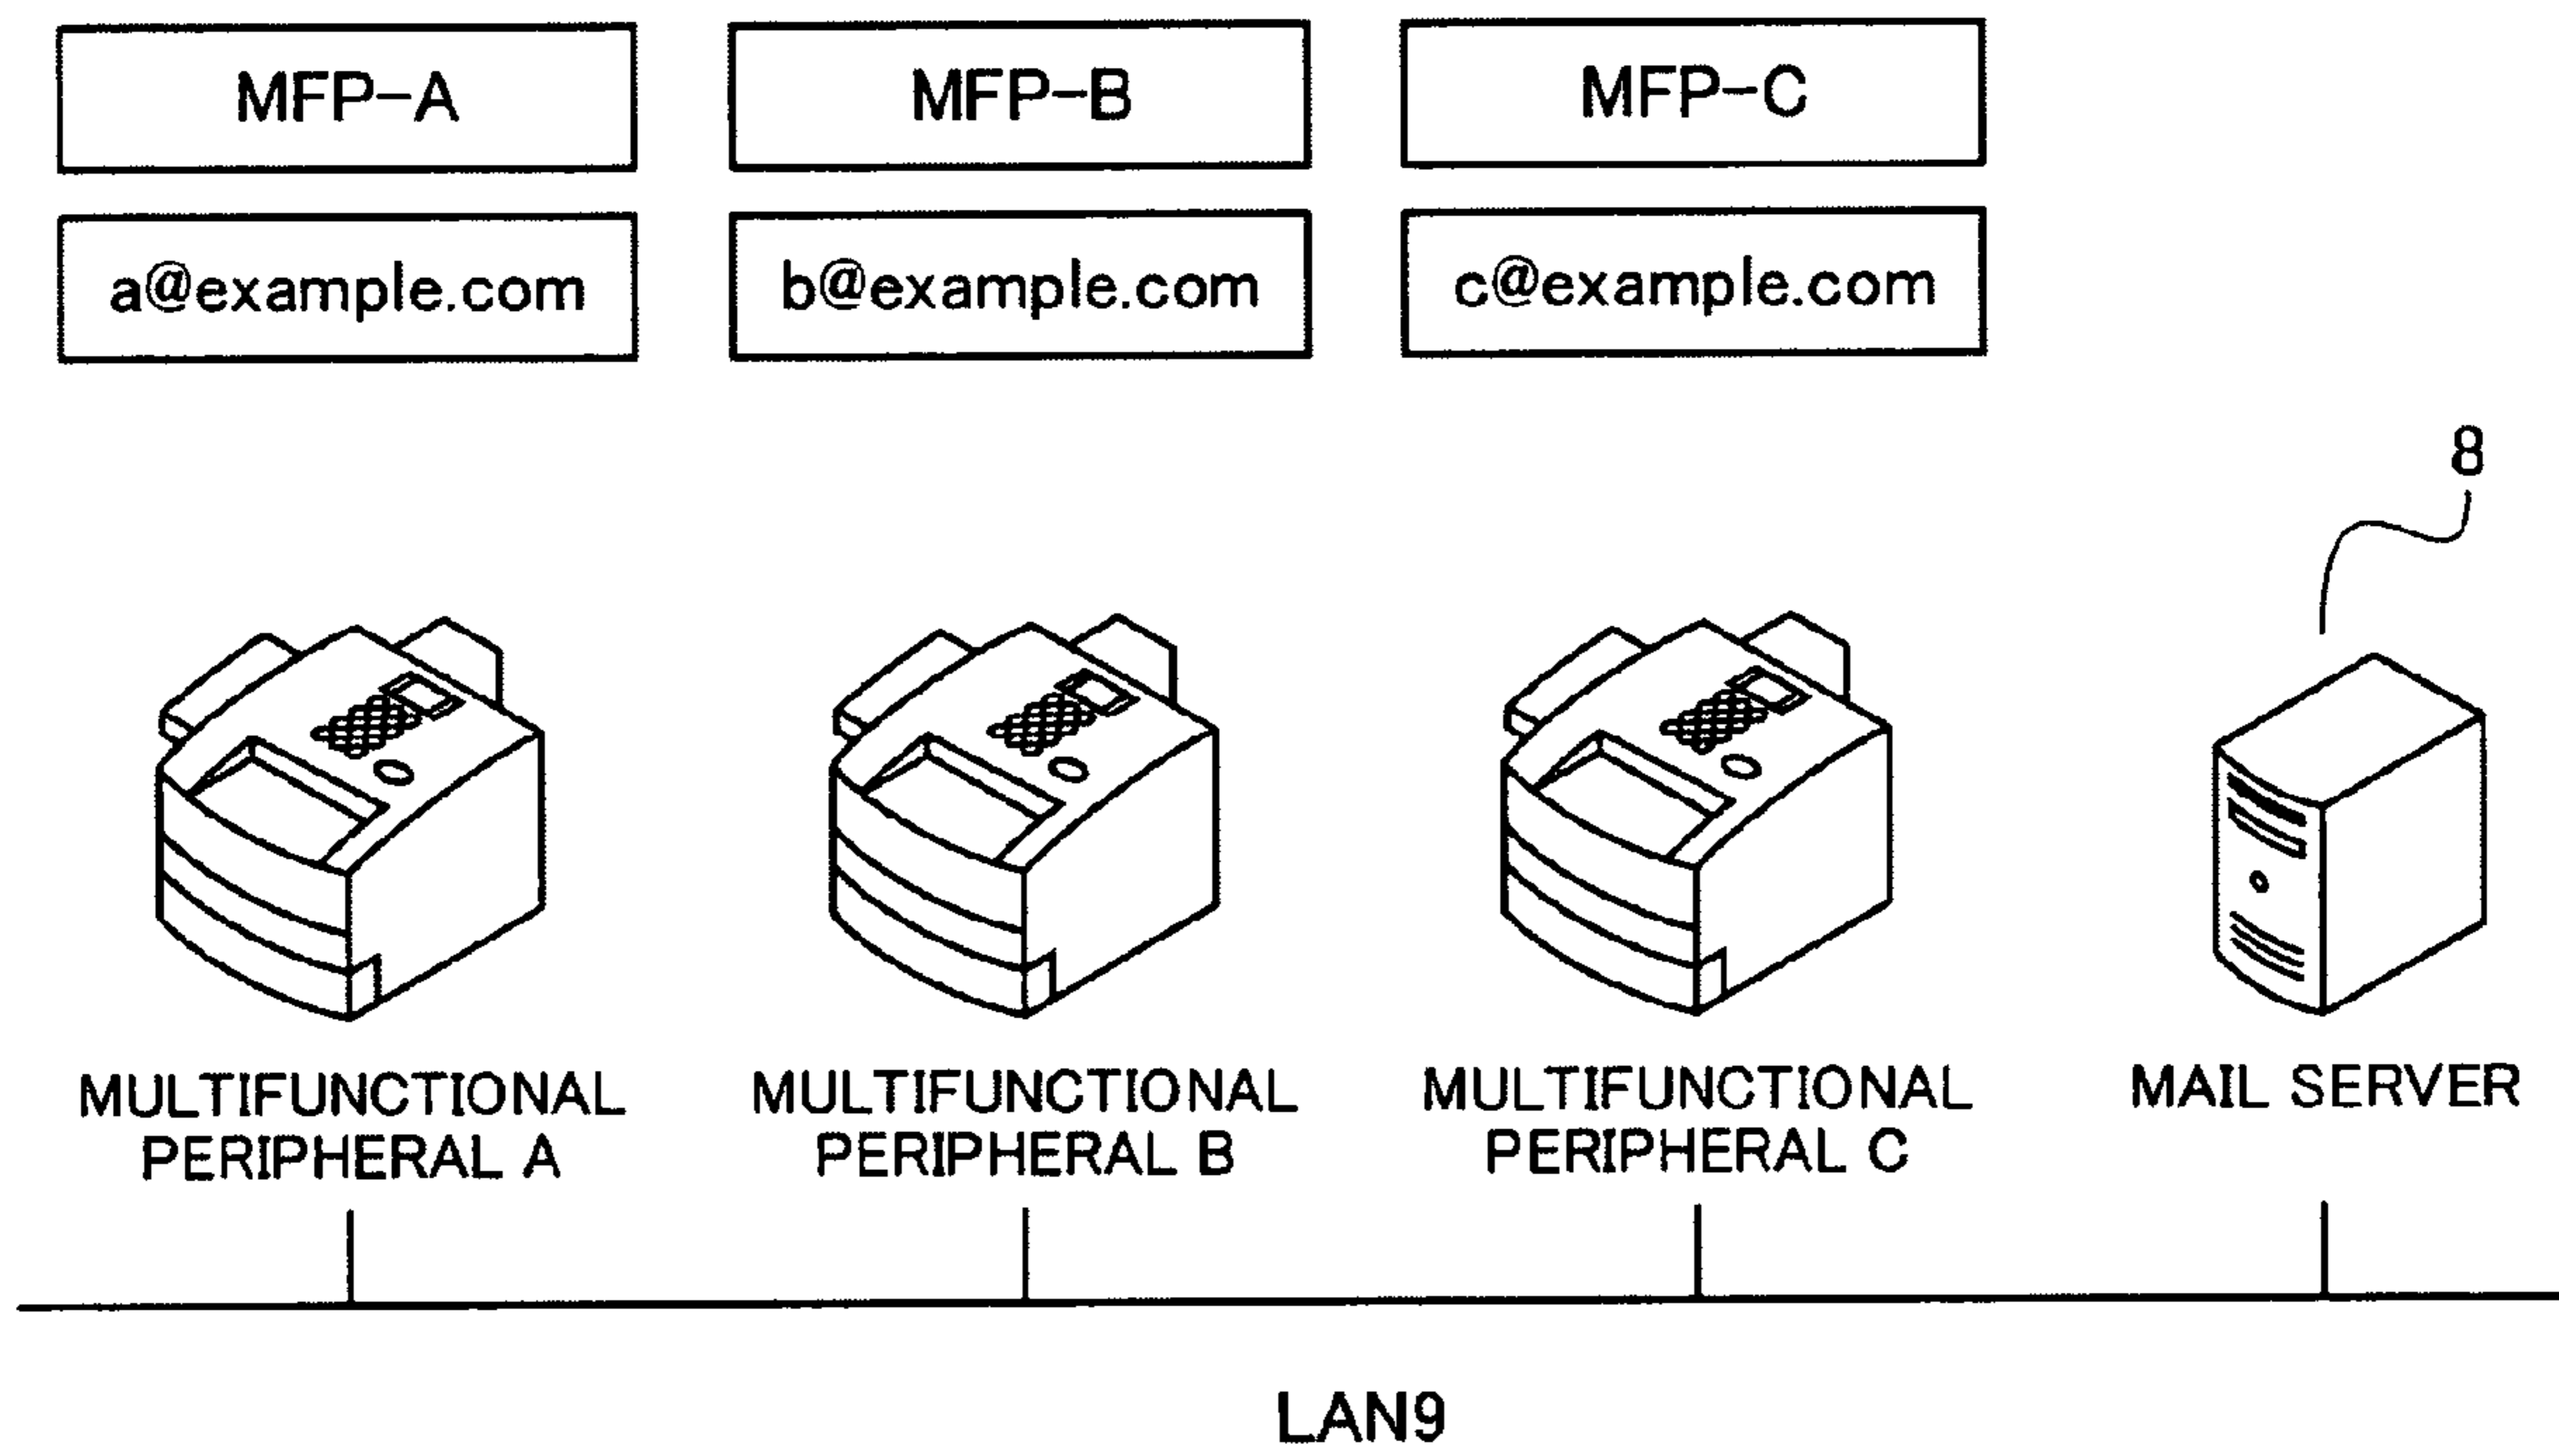 MFP-A
MFP-B
MFP-C
a@example.com
b@example.com
c@example.com
8
MULTIFUNCTIONAL
PERIPHERAL A
MULTIFUNCTIONAL
PERIPHERAL B
MULTIFUNCTIONAL
PERIPHERAL C
MAIL SERVER
LAN9